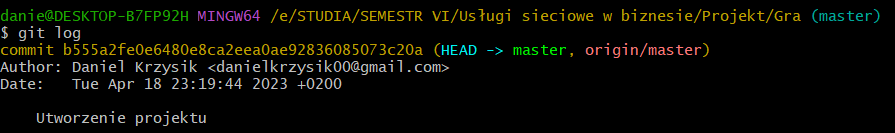 danie@DESKTOP-B7FP92H MINGW64 /e/STUDIA/SEMESTR VI/Usługi sieciowe w biznesie/Projekt/Gra (master)
$ git log
commit b555a2fe0e6480e8ca2eea0ae92836085073c20a (HEAD -> master, origin/master)
Author: Daniel Krzysik <danielkrzysik00@gmail.com>
Date:   Tue Apr 18 23:19:44 2023 +0200
    Utworzenie projektu